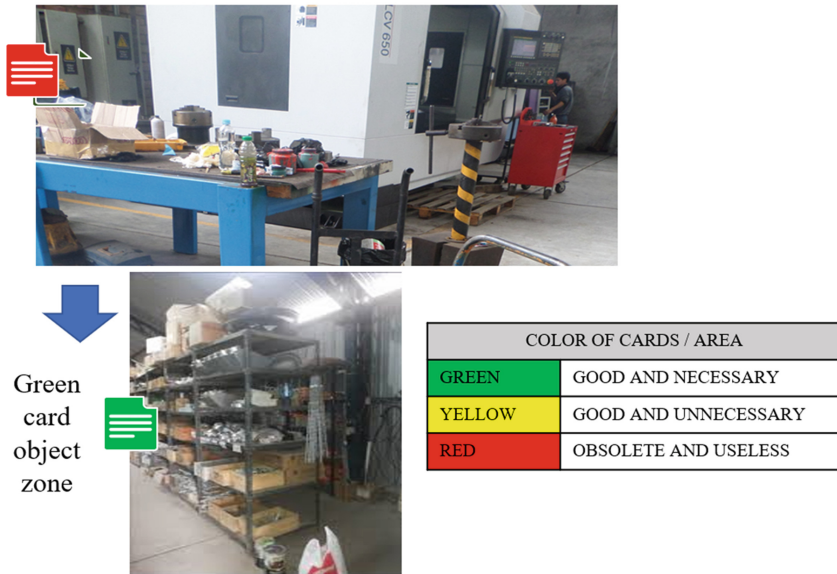 LCV 650
Green
card
object
zone
COLOR OF CARDS / AREA
GREEN GOOD AND NECESSARY
YELLOW GOOD AND UNNECESSARY
RED OBSOLETE AND USELESS